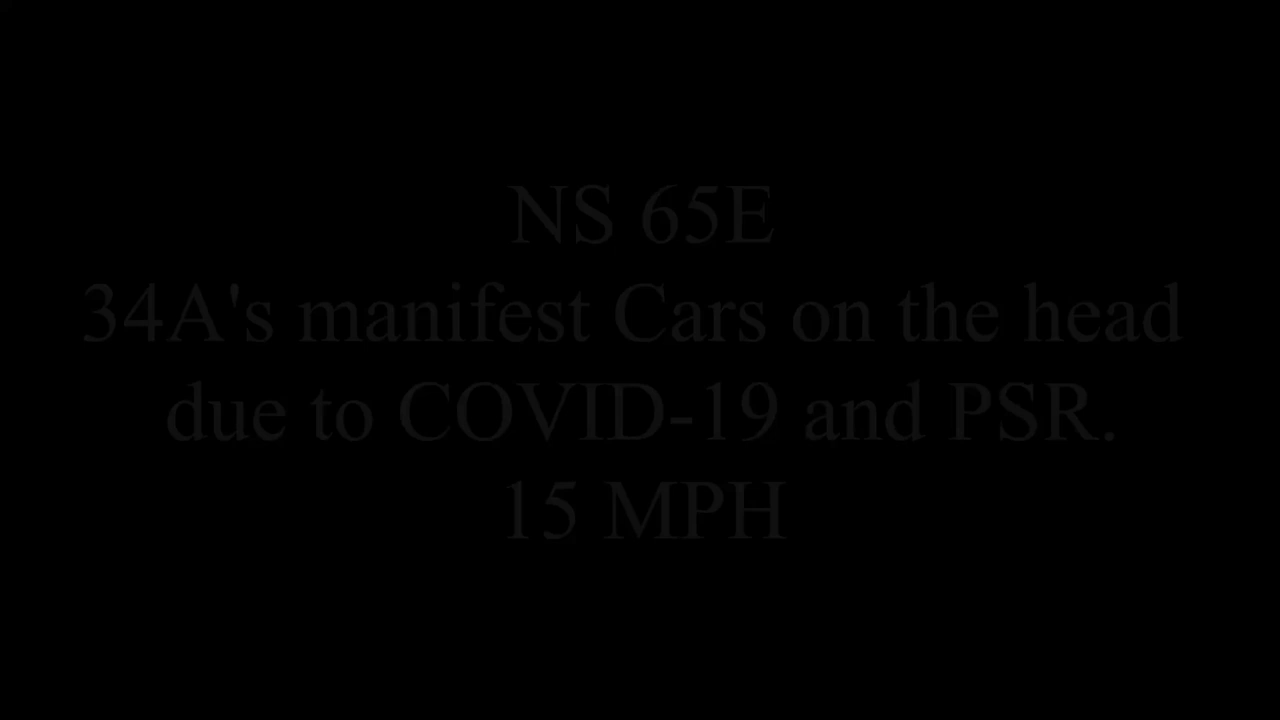 NS 65E
34A's manifest Cars on the head
due to COVID-19 and PSR.
15 MPH